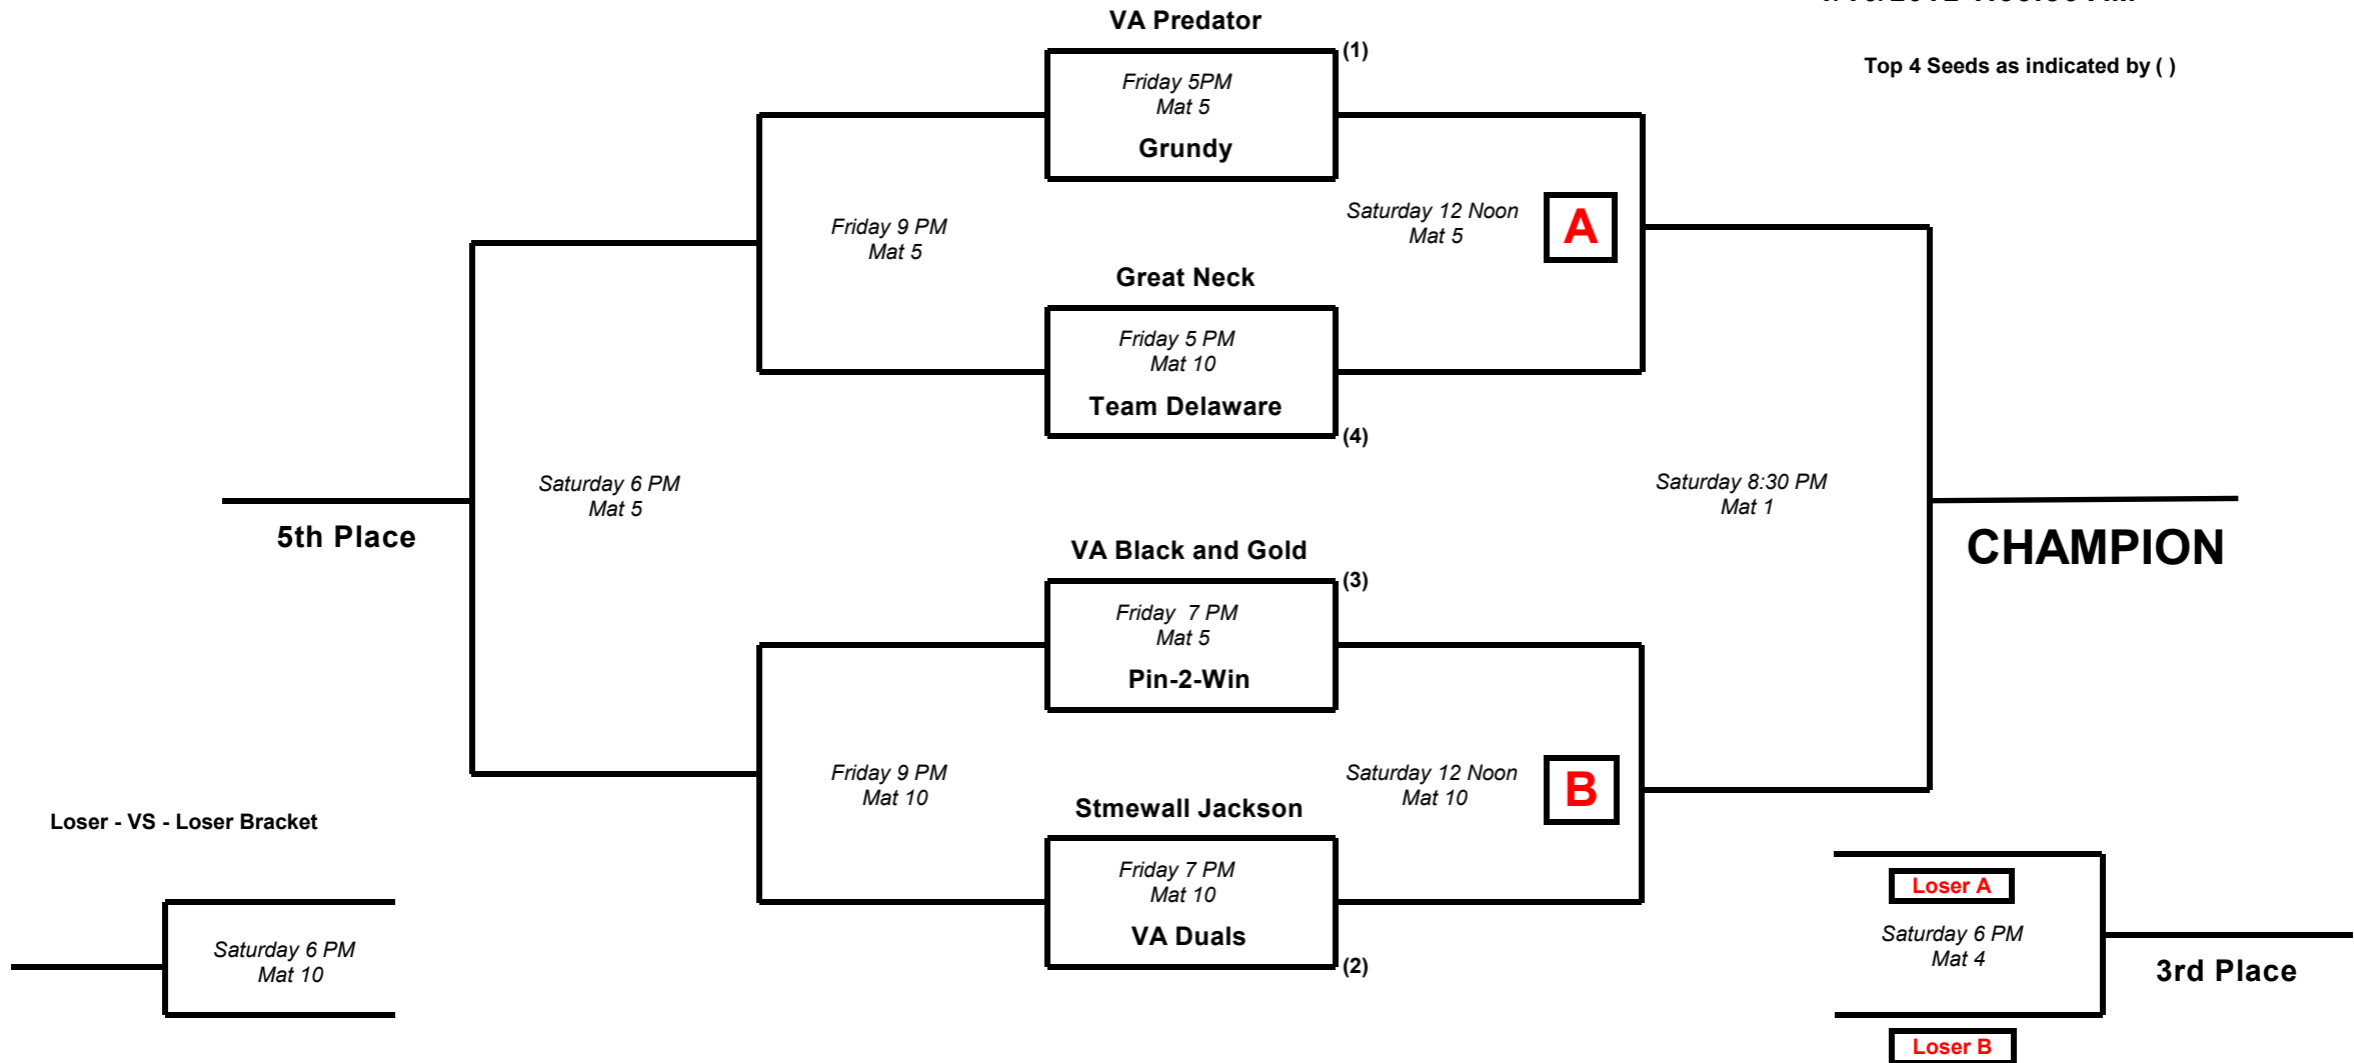 VA Predator
(1)
Top 4 Seeds as indicated by ( )
Friday 5PM
Mat 5
Grundy
Friday 9 PM
Mat 5
Saturday 12 Noon
Mat 5
A
Great Neck
Friday 5 PM
Mat 10
Team Delaware
(4)
Saturday 6 PM
Mat 5
Saturday 8:30 PM
Mat 1
5th Place
CHAMPION
VA Black and Gold
(3)
Friday 7 PM
Mat 5
Pin-2-Win
Friday 9 PM
Mat 10
Saturday 12 Noon
Mat 10
B
Stmewall Jackson
Loser - VS - Loser Bracket
Friday 7 PM
Mat 10
VA Duals
(2)
Loser A
Saturday 6 PM
Mat 4
3rd Place
Saturday 6 PM
Mat 10
Loser B